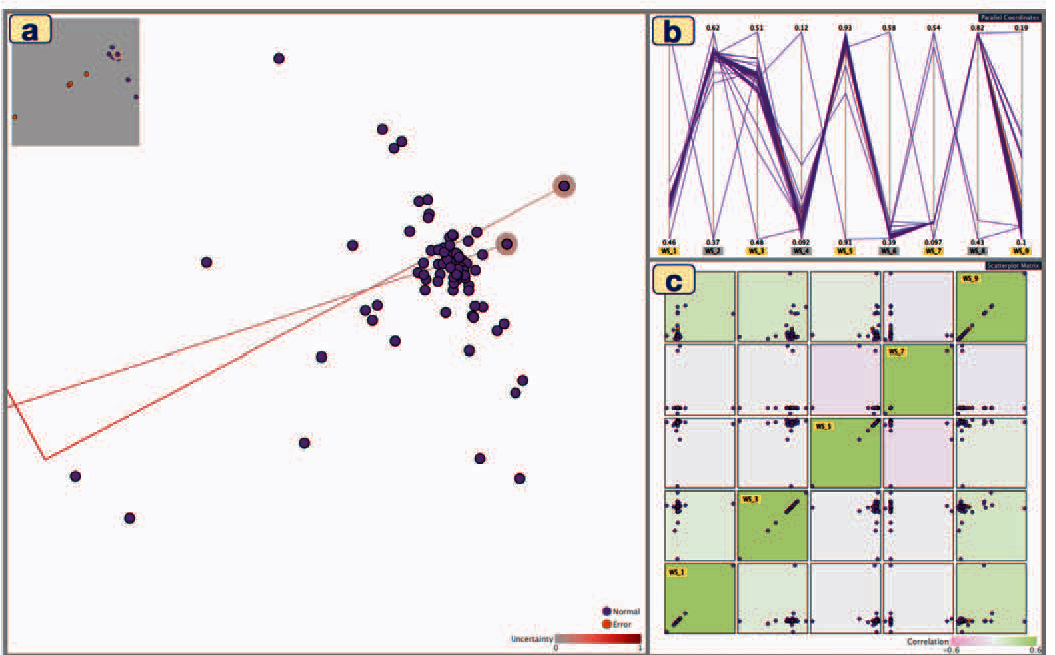 a
Normal
Error
Uncertainty
0
1
b
Parallel Coordinates
0.62 0.51 0.12 0.93 0.58 0.54 0.82 0.19
0.46 0.37 0.48 0.092 0.91 0.39 0.097 0.43 0.1
WS_1 WS_2 WS_3 WS_4 WS_5 WS_6 WS_7 WS_8 WS_9
c
Scatterplot Matrix
WS_9
WS_7
WS_5
WS_3
WS_1
Correlation
-0.6 0.6